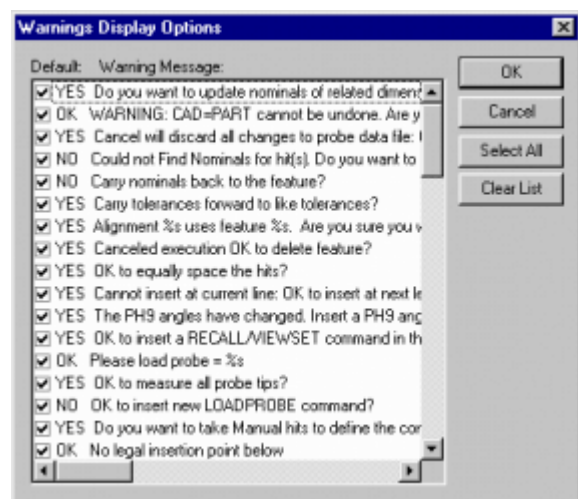 Warnings Display Options
Default: Warning Message:
YES Do you want to update nominals of related dimen
OK WARNING: CAD=PART cannot be undone. Are y
YES Cancel will discard all changes to probe data file:
NO Could not Find Nominals for hit(s). Do you want to
NO Carry nominals back to the feature?
YES Carry tolerances forward to like tolerances?
YES Alignment %s uses feature %s. Are you sure you
YES Canceled execution OK to delete feature?
YES OK to equally space the hits?
YES Cannot insert at current line: OK to insert at next le
YES The PH9 angles have changed. Insert a PH9 ang
YES OK to insert a RECALL/VIEWSET command in th
OK Please load probe = %s
YES OK to measure all probe tips?
NO OK to insert new LOADPROBE command?
YES Do you want to take Manual hits to define the cor
OK No legal insertion point below
OK
Cancel
Select All
Clear List